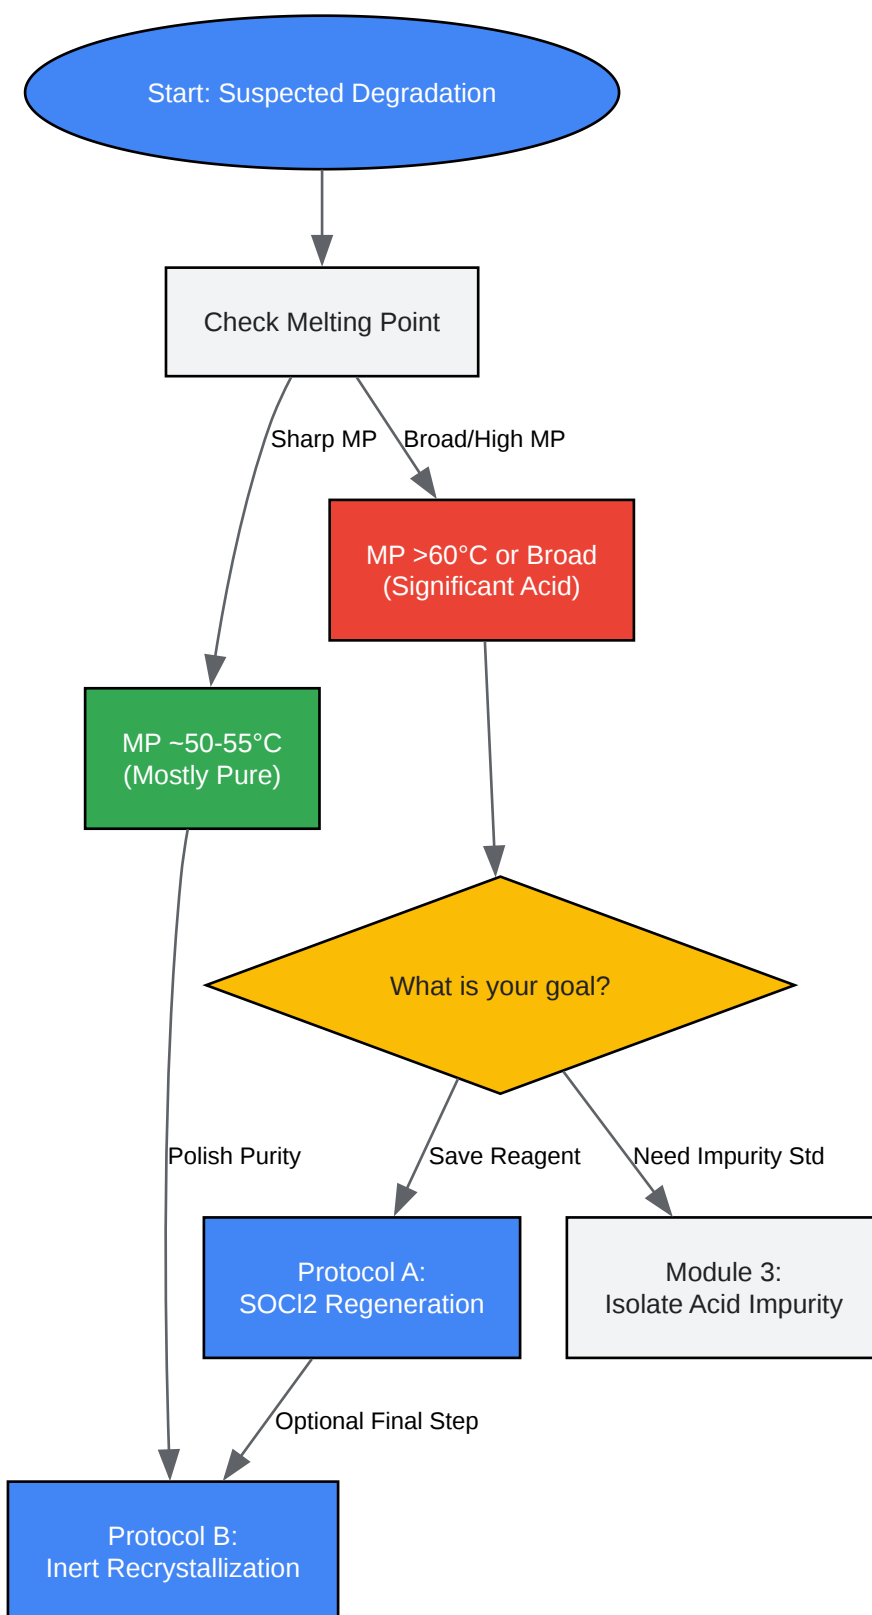 Start: Suspected Degradation
Check Melting Point
Sharp MP
Broad/High MP
MP >60°C or Broad
(Significant Acid)
MP ~50-55°C
(Mostly Pure)
What is your goal?
Polish Purity
Save Reagent
Need Impurity Std
Protocol A:
SOCl2 Regeneration
Module 3:
Isolate Acid Impurity
Optional Final Step
Protocol B:
Inert Recrystallization